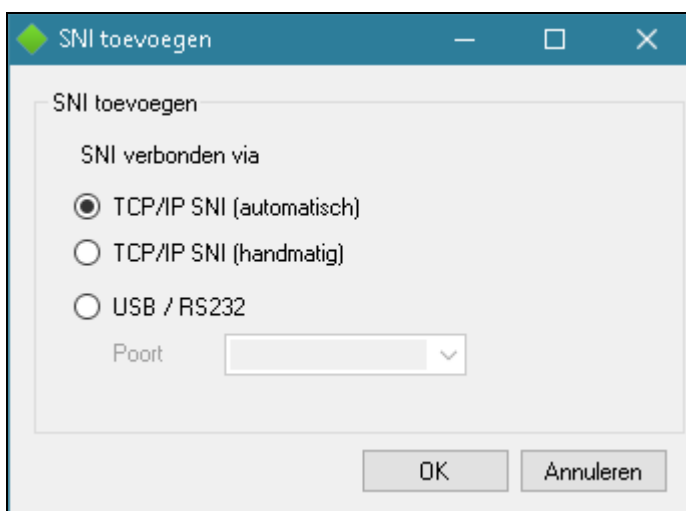 SNI toevoegen
SNI toevoegen
SNI verbonden via
TCP/IP SNI (automatisch)
TCP/IP SNI (handmatig)
USB / RS232
Poort
OK Annuleren